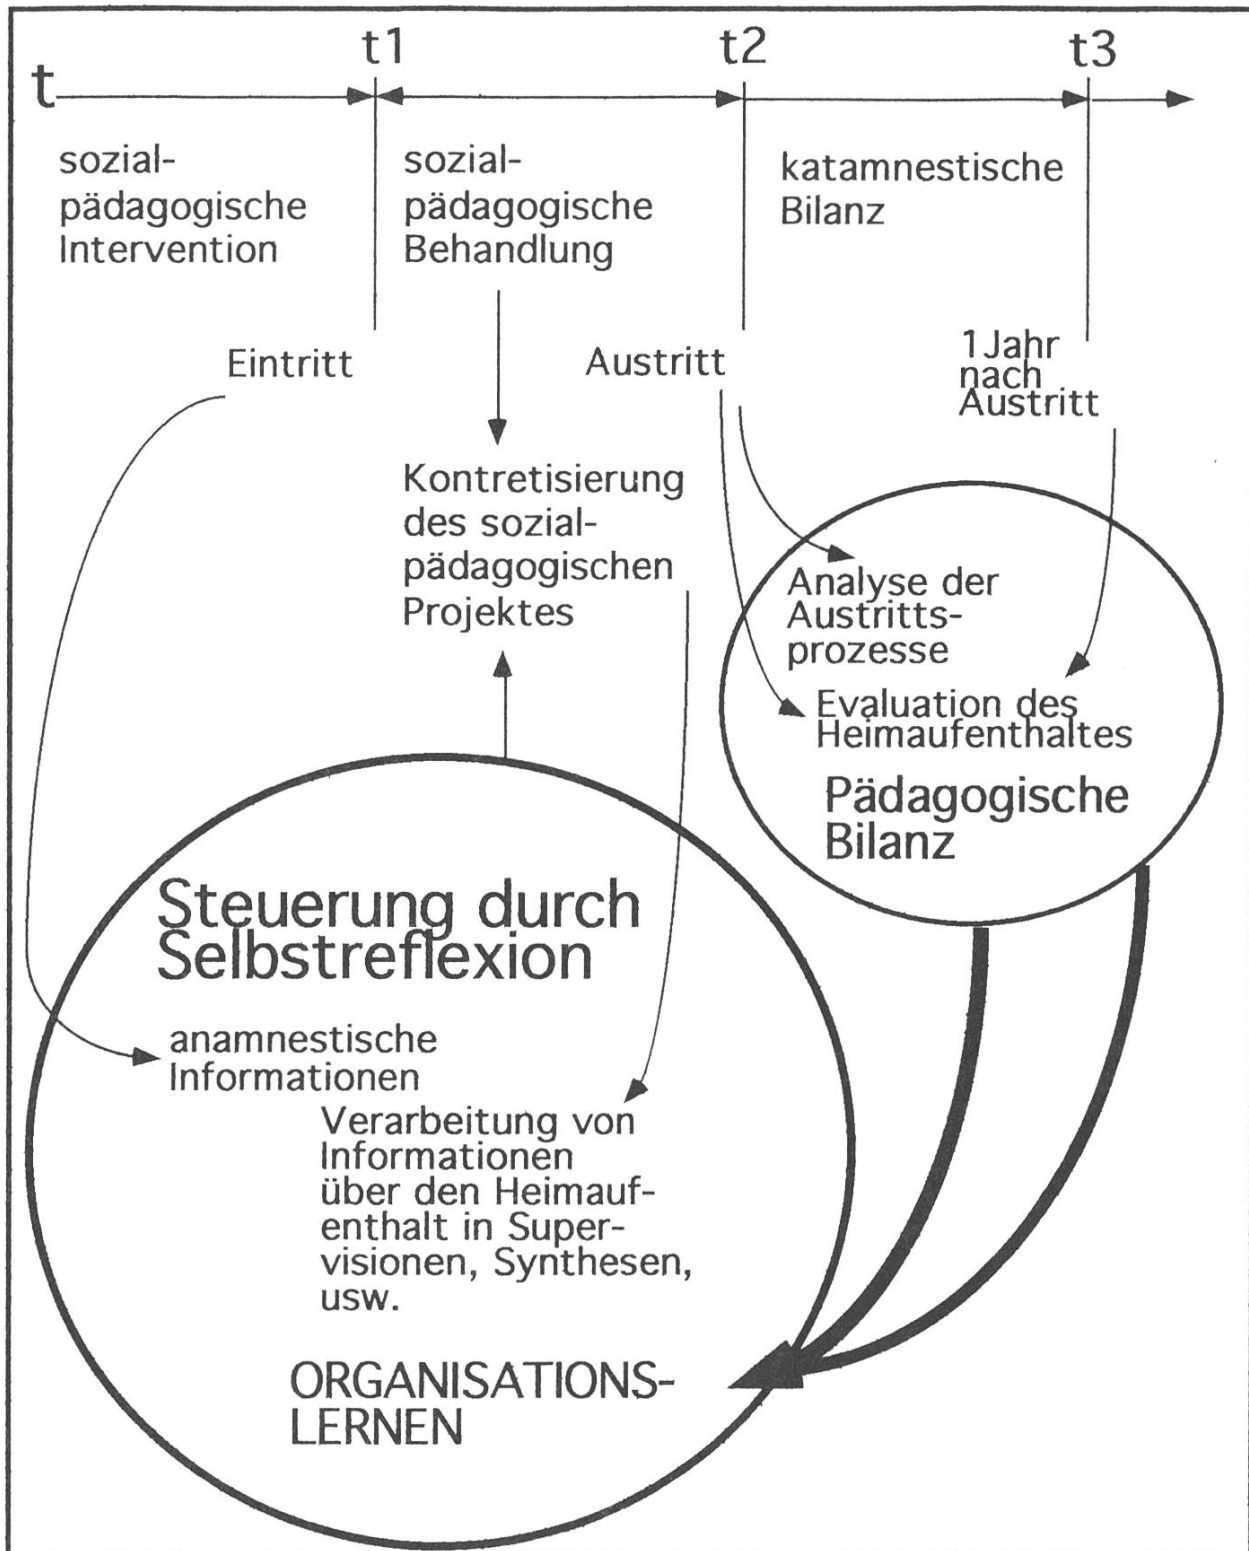 t
t1
t2
t3
sozial-
pädagogische
Intervention
sozial-
pädagogische
Behandlung
katamnestische
Bilanz
Eintritt
Austritt
1 Jahr
nach
Austritt
Kontretisierung
des sozial-
pädagogischen
Projektes
Analyse der
Austritts-
prozesse
Evaluation des
Heimaufenthaltes
Pädagogische
Bilanz
Steuerung durch
Selbstreflexion
anamnestische
Informationen
Verarbeitung von
Informationen
über den Heimauf-
enthalt in Super-
visionen, Synthesen,
usw.
ORGANISATIONS-
LERNEN